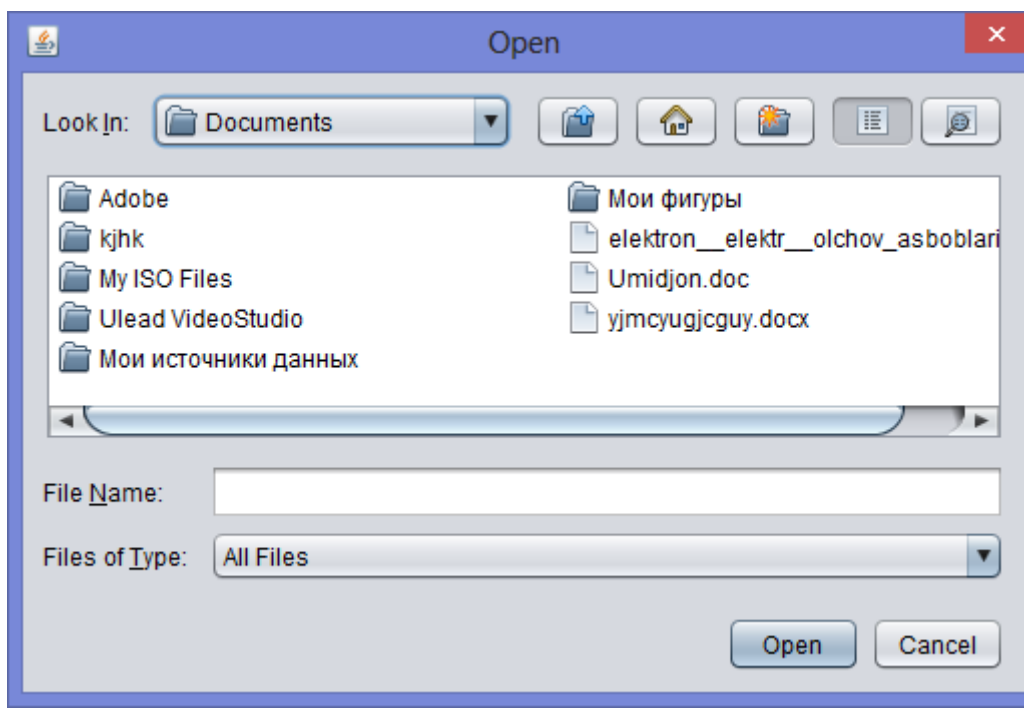 Open
Look In: Documents
Adobe
kjhk
My ISO Files
Ulead VideoStudio
Мои источники данных
Мои фигуры
elektron__elektr__olchov_asboblari
Umidjon.doc
yjmcyugjcguy.docx
File Name:
Files of Type: All Files
Open Cancel